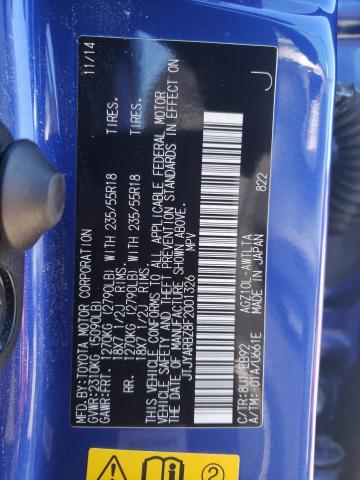 MFD.BY:TOYOTA MOTOR CORPORATION 11/14
GVWR:2310KG (5090LB)
GAWR:FRT. 1270KG (2790LB) WITH 235/55R18 TIRES.
18X7 1/2J RIMS.
RR. 1270KG (2790LB) WITH 235/55R18 TIRES.
18X7 1/2J RIMS.
THIS VEHICLE CONFORMS TO ALL APPLICABLE FEDERAL MOTOR
VEHICLE SAFETY AND THEFT PREVENTION STANDARDS IN EFFECT ON
THE DATE OF MANUFACTURE SHOWN ABOVE.
JTJYARBZ8F2001326 MPV
J
C/TR:8U1/EB92 AGZ10L-AWTLTA 822
A/TM:-01A/U661E MADE IN JAPAN